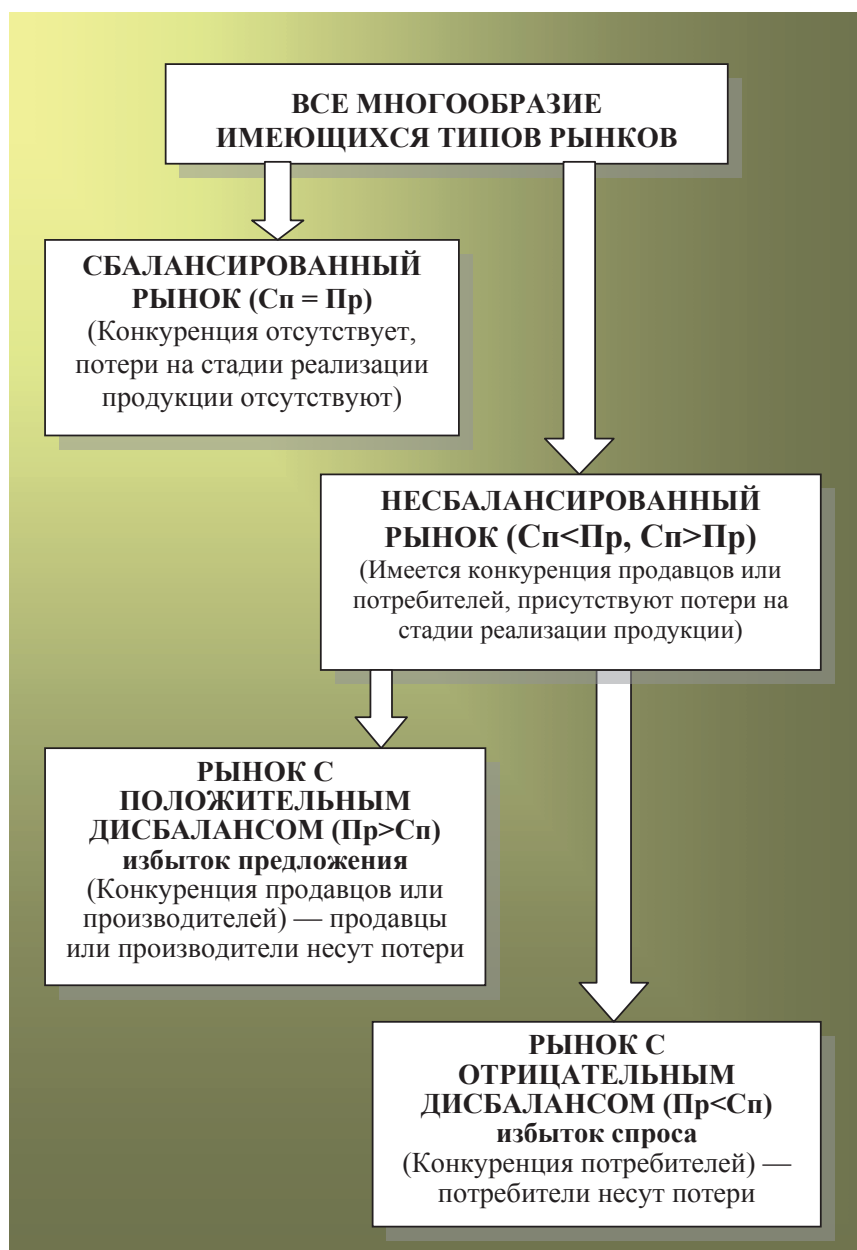 ВСЕ МНОГООБРАЗИЕ
ИМЕЮЩИХСЯ ТИПОВ РЫНКОВ
СБАЛАНСИРОВАННЫЙ
РЫНОК (Сп = Пр)
(Конкуренция отсутствует,
потери на стадии реализации
продукции отсутствуют)
НЕСБАЛАНСИРОВАННЫЙ
РЫНОК (Сп<Пр, Сп>Пр)
(Имеется конкуренция продавцов или
потребителей, присутствуют потери на
стадии реализации продукции)
РЫНОК С
ПОЛОЖИТЕЛЬНЫМ
ДИСБАЛАНСОМ (Пр>Сп)
избыток предложения
(Конкуренция продавцов или
производителей) — продавцы
или производители несут потери
РЫНОК С
ОТРИЦАТЕЛЬНЫМ
ДИСБАЛАНСОМ (Пр<Сп)
избыток спроса
(Конкуренция потребителей) —
потребители несут потери